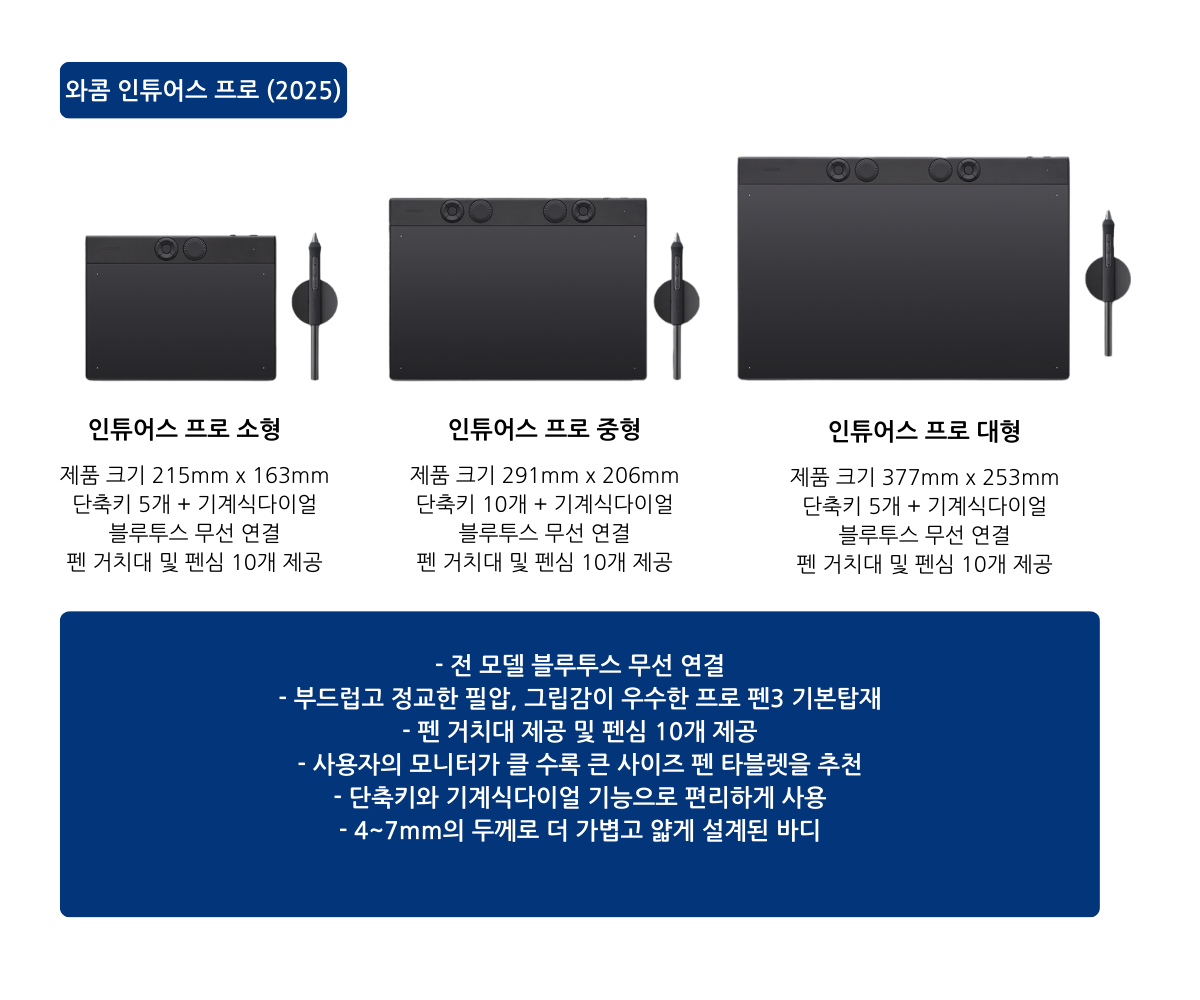 와콤 인튜어스 프로 (2025)
인튜어스 프로 소형
제품 크기 215mm x 163mm
단축키 5개 + 기계식다이얼
블루투스 무선 연결
펜 거치대 및 펜심 10개 제공
인튜어스 프로 중형
제품 크기 291mm x 206mm
단축키 10개 + 기계식다이얼
블루투스 무선 연결
펜 거치대 및 펜심 10개 제공
인튜어스 프로 대형
제품 크기 377mm x 253mm
단축키 5개 + 기계식다이얼
블루투스 무선 연결
펜 거치대 및 펜심 10개 제공
- 전 모델 블루투스 무선 연결
- 부드럽고 정교한 필압, 그립감이 우수한 프로 펜3 기본탑재
- 펜 거치대 제공 및 펜심 10개 제공
- 사용자의 모니터가 클 수록 큰 사이즈 펜 타블렛을 추천
- 단축키와 기계식다이얼 기능으로 편리하게 사용
- 4~7mm의 두께로 더 가볍고 얇게 설계된 바디